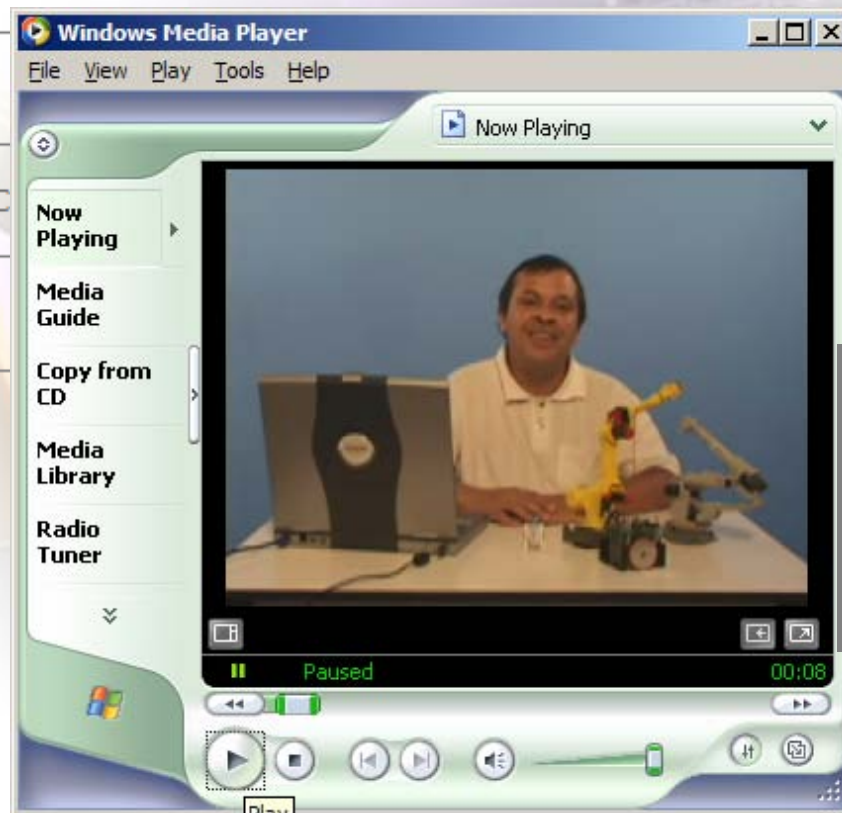 Windows Media Player
File View Play Tools Help
Now Playing
Now
Playing
Media
Guide
Copy from
CD
Media
Library
Radio
Tuner
Paused
00:08
Play